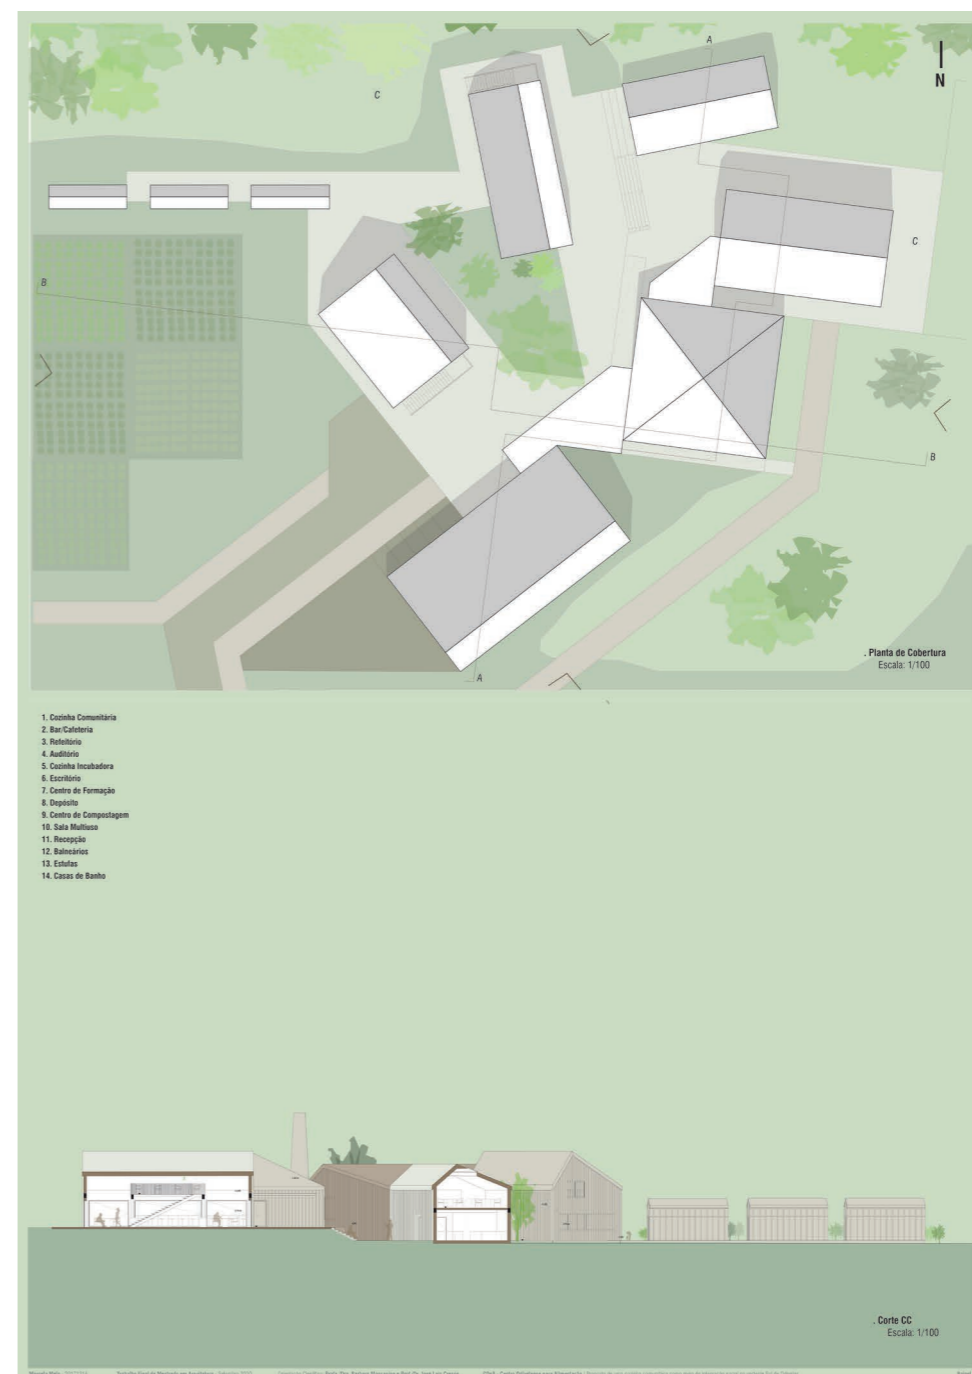 A
N
C
B
C
B
. Planta de Cobertura
Escala: 1/100
A
1. Cozinha Comunitária
2. Bar/Cafeteria
3. Refeitório
4. Auditório
5. Cozinha Incubadora
6. Escritório
7. Centro de Formação
8. Depósito
9. Centro de Compostagem
10. Sala Multiuso
11. Recepção
12. Balneários
13. Estufas
14. Casas de Banho
. Corte CC
Escala: 1/100